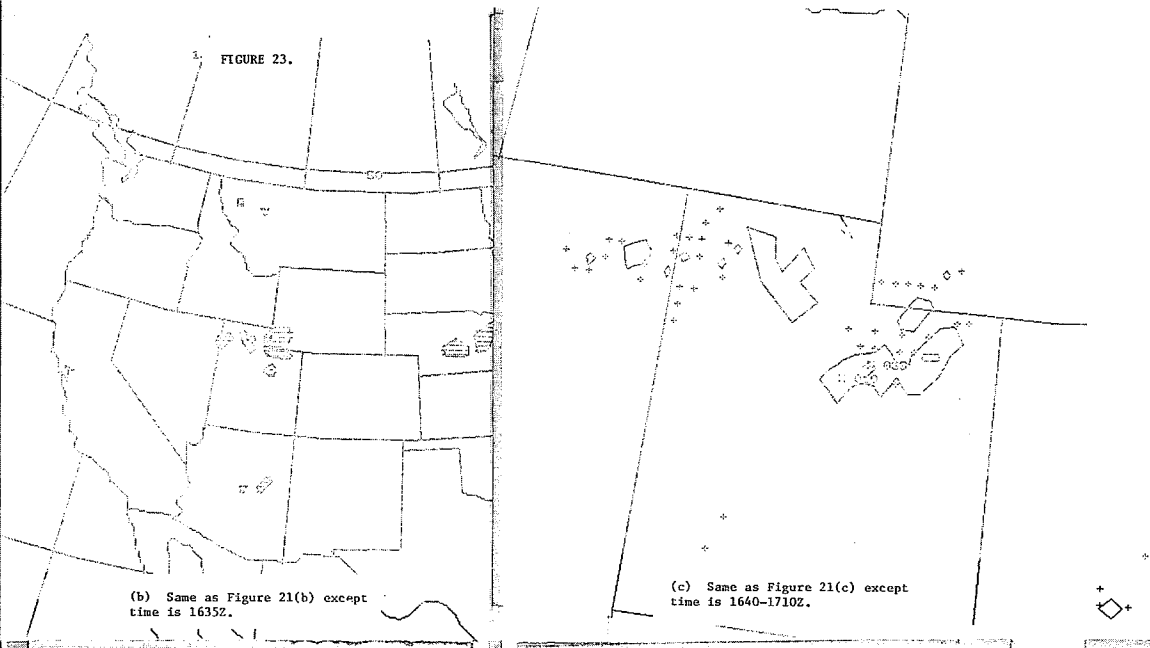 FIGURE 23.
(b) Same as Figure 21(b) except
time is 1635Z.
(c) Same as Figure 21(c) except
time is 1640-1710Z.